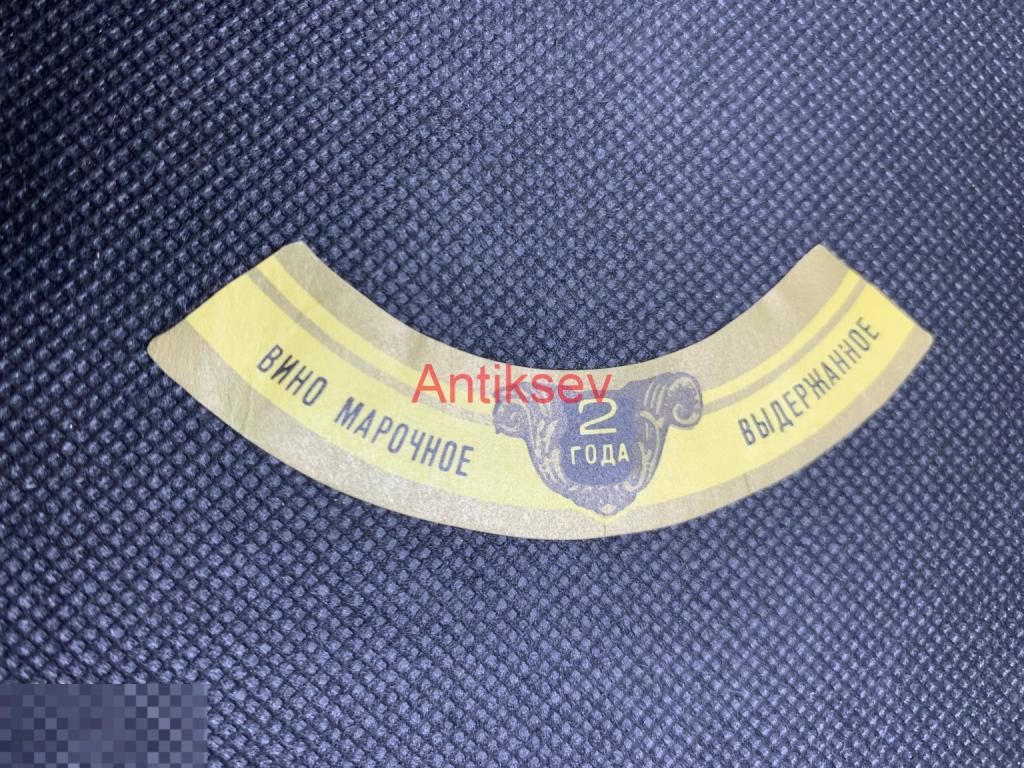 ВИНО МАРОЧНОЕ
2
ГОДА
ВЫДЕРЖАННОЕ
Antiksev